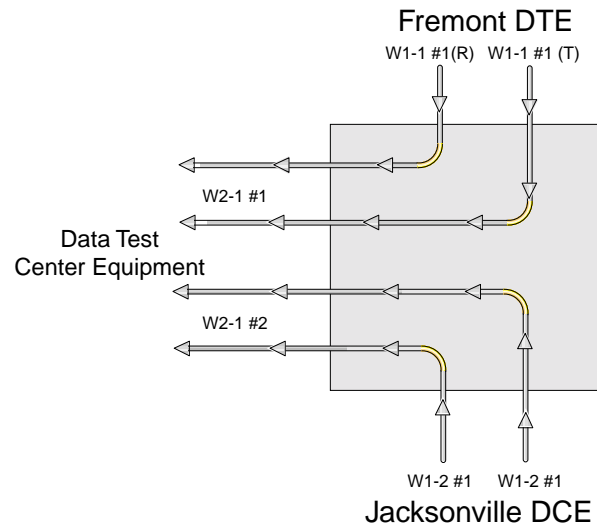 Fremont DTE
W1-1 #1(R)
W1-1 #1 (T)
W2-1 #1
Data Test
Center Equipment
W2-1 #2
W1-2 #1
W1-2 #1
Jacksonville DCE